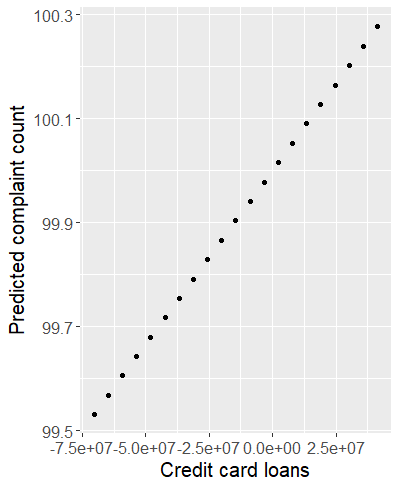 Predicted complaint count
100.3
100.1
99.9
99.7
99.5
-7.5e+07 -5.0e+07 -2.5e+07 0.0e+00 2.5e+07
Credit card loans